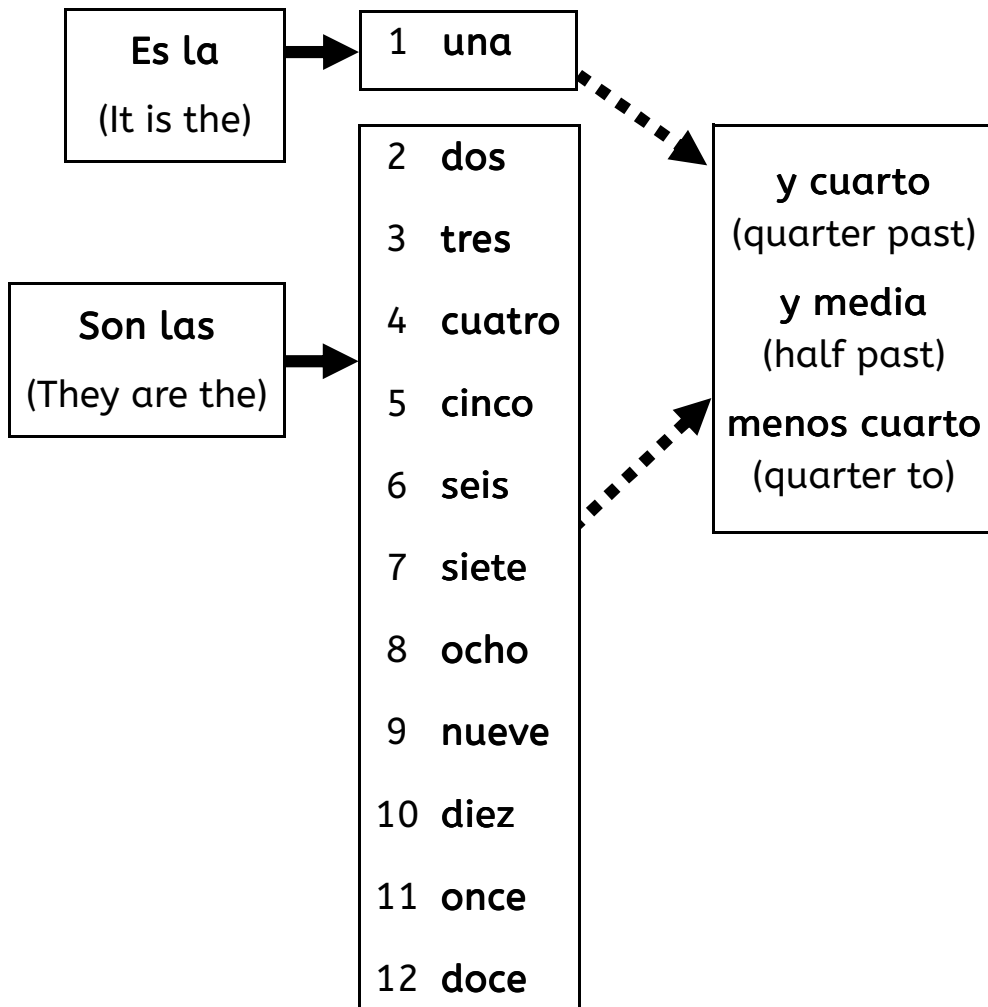 Es la
(It is the)
1 una
Son las
(They are the)
2 dos
3 tres
4 cuatro
5 cinco
6 seis
7 siete
8 ocho
9 nueve
10 diez
11 once
12 doce
y cuarto
(quarter past)
y media
(half past)
menos cuarto
(quarter to)